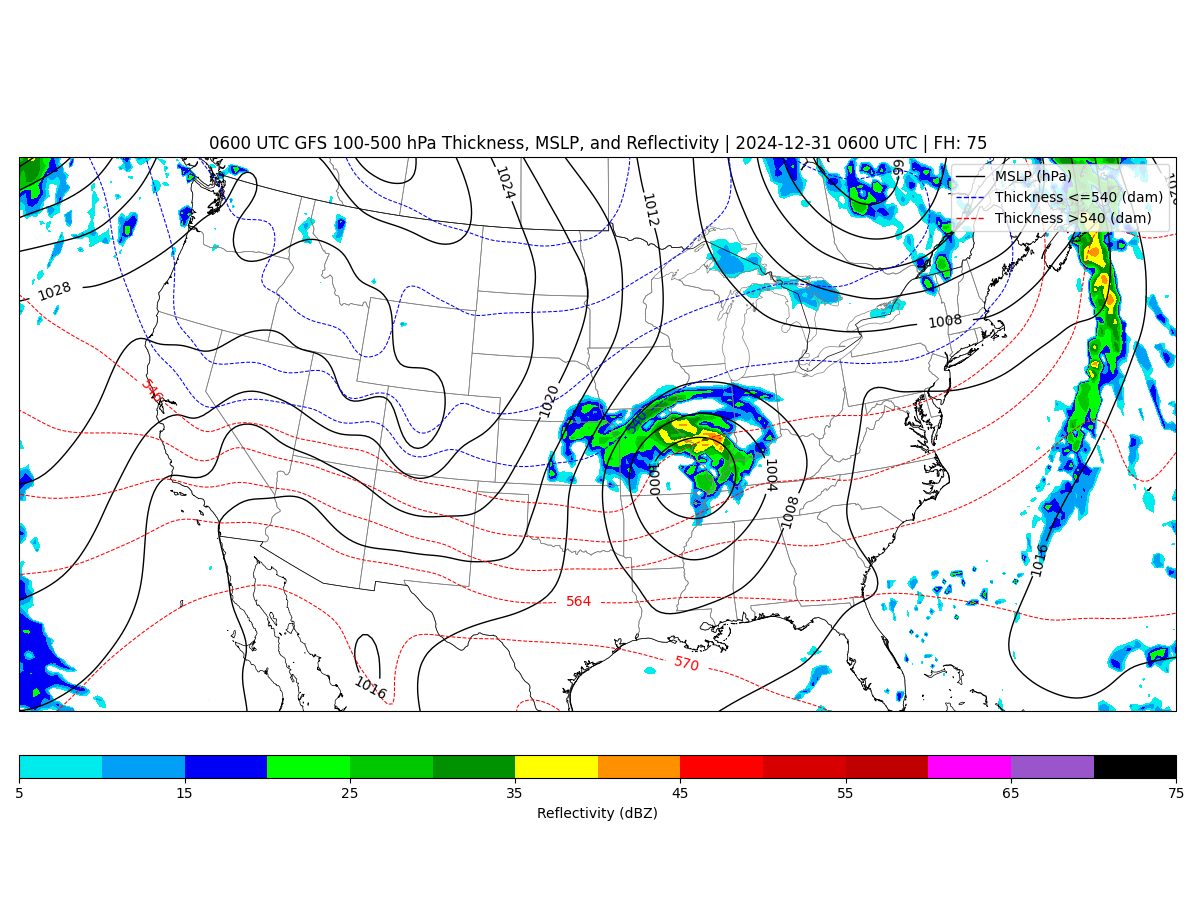 0600 UTC GFS 100-500 hPa Thickness, MSLP, and Reflectivity | 2024-12-31 0600 UTC | FH: 75
MSLP (hPa)
Thickness <=540 (dam)
Thickness >540 (dam)
1024
1012
1028
1008
546
1020
1000
1004
1008
1016
564
570
1016
5 15 25 35 45 55 65 75
Reflectivity (dBZ)